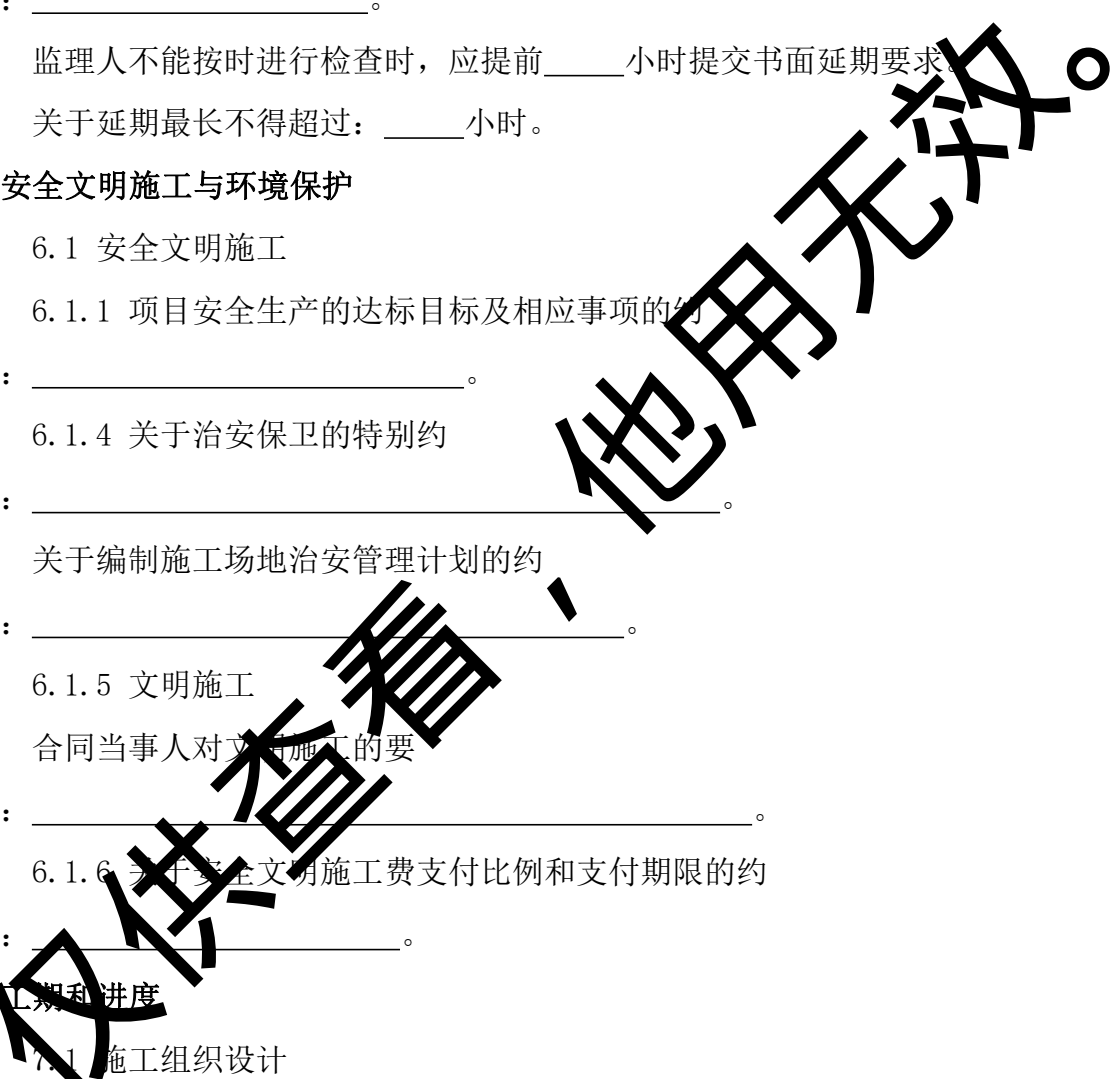 ：____________________。
监理人不能按时进行检查时，应提前_____小时提交书面延期要求。
关于延期最长不得超过：_____小时。
安全文明施工与环境保护
6.1 安全文明施工
6.1.1 项目安全生产的达标目标及相应事项的约
：__________________________。
6.1.4 关于治安保卫的特别约
：__________________________________________。
关于编制施工场地治安管理计划的约
：____________________________________。
6.1.5 文明施工
合同当事人对文明施工的要
：____________________________________________。
6.1.6 关于安全文明施工费支付比例和支付期限的约
：______________________。
工期和进度
7.1 施工组织设计
仅供查看，他用无效。